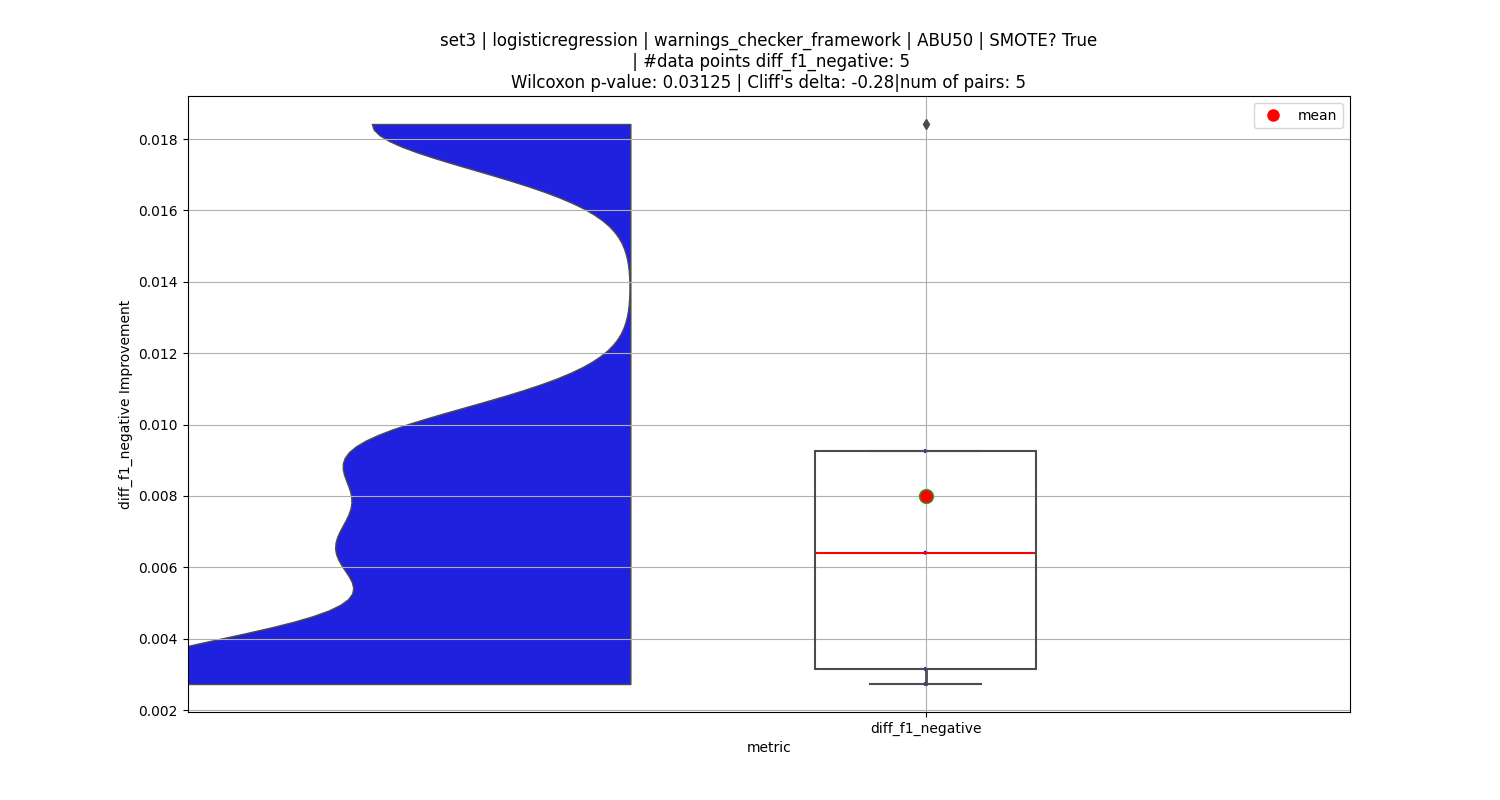 set3 | logisticregression | warnings_checker_framework | ABU50 | SMOTE? True
| #data points diff_f1_negative: 5
Wilcoxon p-value: 0.03125 | Cliff's delta: -0.28|num of pairs: 5
mean
0.018
0.016
0.014
0.012
0.010
0.008
0.006
0.004
0.002
diff_f1_negative Improvement
diff_f1_negative
metric